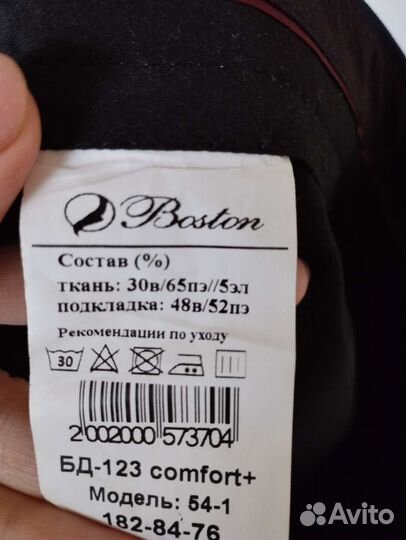 Boston
Состав (%)
ткань: 30в/65пэ//5эл
подкладка: 48в/52пэ
Рекомендации по уходу
30
2 002000 573704
БД-123 comfort+
Модель: 54-1
182-84-76
Avito